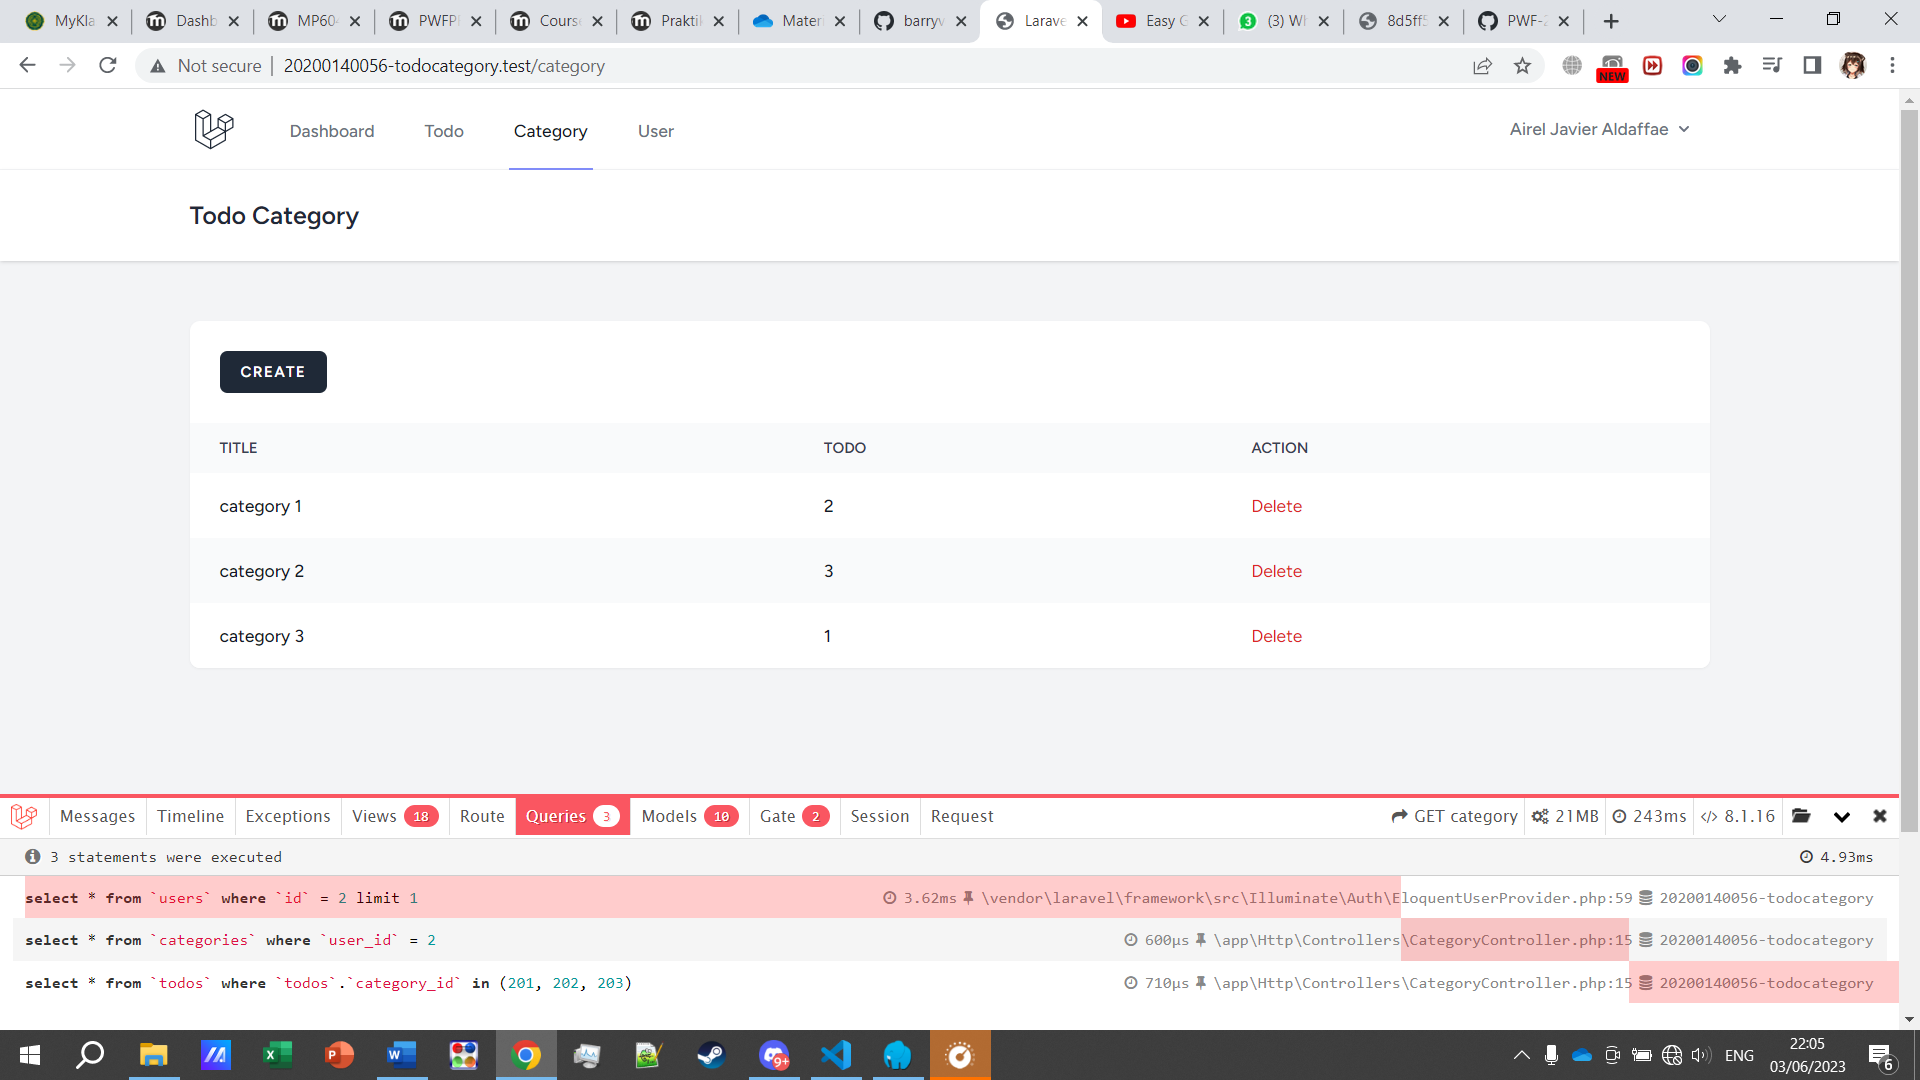 MyKla
Dashb
MP60
PWFP
Course
Prakti
Mater
barryv
Larave
Easy G
(3) W
8d5ff5
PWF-2
Not secure | 20200140056-todocategory.test/category
NEW
Dashboard Todo Category User Airel Javier Aldaffae
Todo Category
CREATE
TITLE TODO ACTION
category 1 2 Delete
category 2 3 Delete
category 3 1 Delete
Messages Timeline Exceptions Views 18 Route Queries 3 Models 10 Gate 2 Session Request GET category 21MB 243ms 8.1.16
3 statements were executed 4.93ms
select * from `users` where `id` = 2 limit 1 3.62ms \vendor\laravel\framework\src\Illuminate\Auth\EloquentUserProvider.php:59 20200140056-todocategory
select * from `categories` where `user_id` = 2 600μs \app\Http\Controllers\CategoryController.php:15 20200140056-todocategory
select * from `todos` where `todos`.`category_id` in (201, 202, 203) 710μs \app\Http\Controllers\CategoryController.php:15 20200140056-todocategory
9+
ENG
22:05
03/06/2023
6